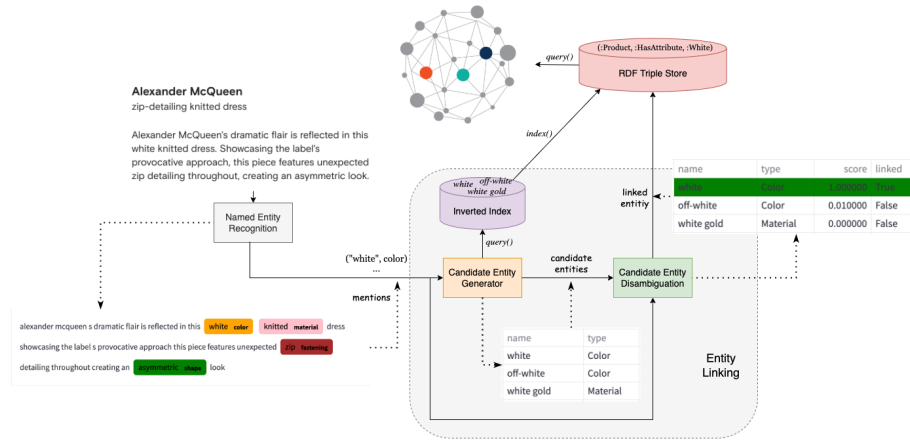 (:Product, :HasAttribute, :White)
query()
RDF Triple Store
Alexander McQueen
zip-detailing knitted dress
Alexander McQueen's dramatic flair is reflected in this
white knitted dress. Showcasing the label's
provocative approach, this piece features unexpected
zip detailing throughout, creating an asymmetric look.
index()
name type score linked
white Color 1.000000 True
off-white Color 0.010000 False
white gold Material 0.000000 False
linked
entitiy
white off-white
white gold
Inverted Index
Named Entity
Recognition
query()
("white", color)
...
mentions
Candidate Entity
Generator
candidate
entities
Candidate Entity
Disambiguation
alexander mcqueen s dramatic flair is reflected in this white color knitted material dress
showcasing the label s provocative approach this piece features unexpected zip fastening
detailing throughout creating an asymmetric shape look
name type
white Color
off-white Color
white gold Material
Entity
Linking